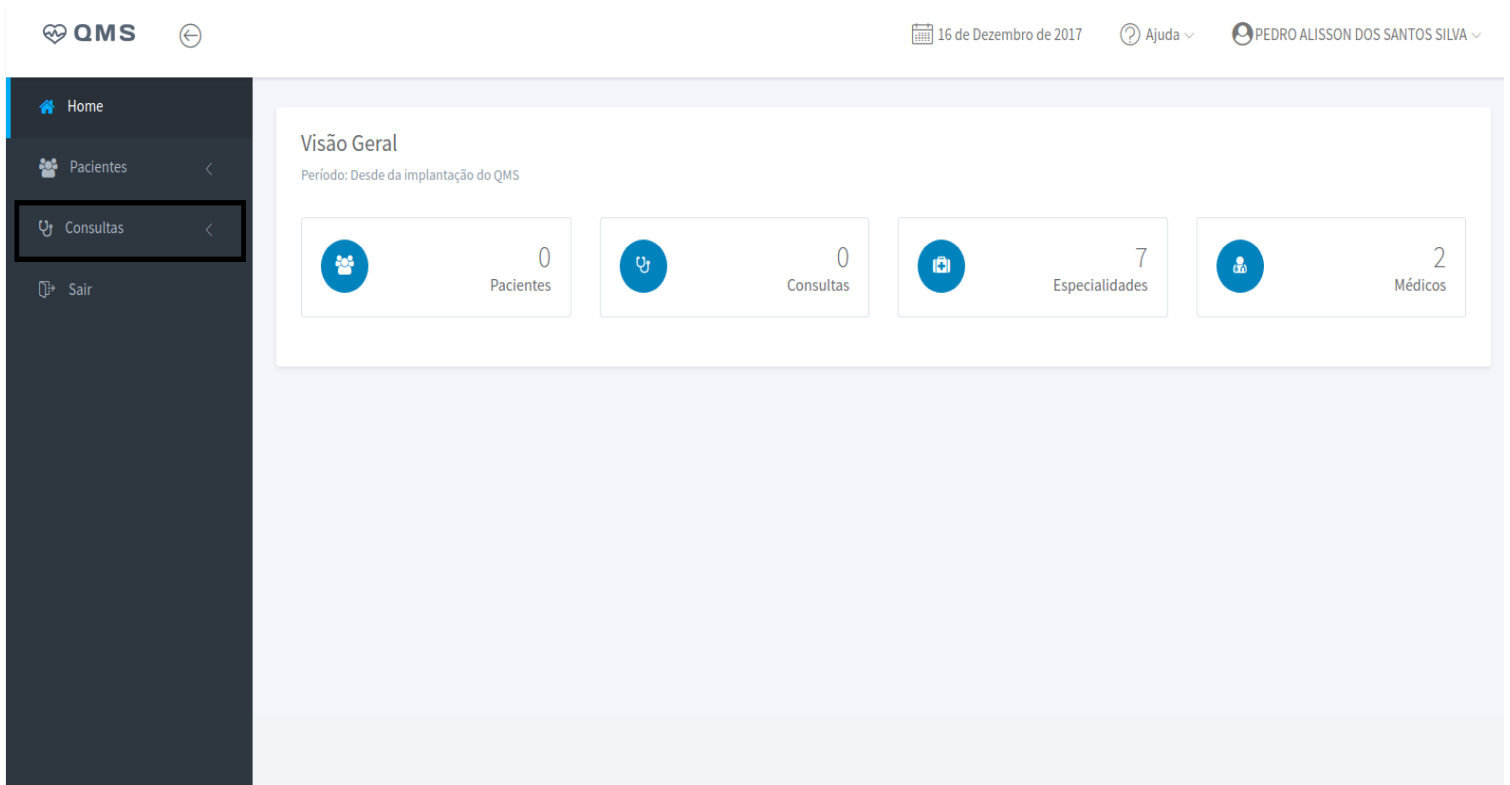 QMS
16 de Dezembro de 2017
Ajuda
PEDRO ALISSON DOS SANTOS SILVA
Home
Pacientes
Consultas
Sair
Visão Geral
Período: Desde da implantação do QMS
0
Pacientes
0
Consultas
7
Especialidades
2
Médicos